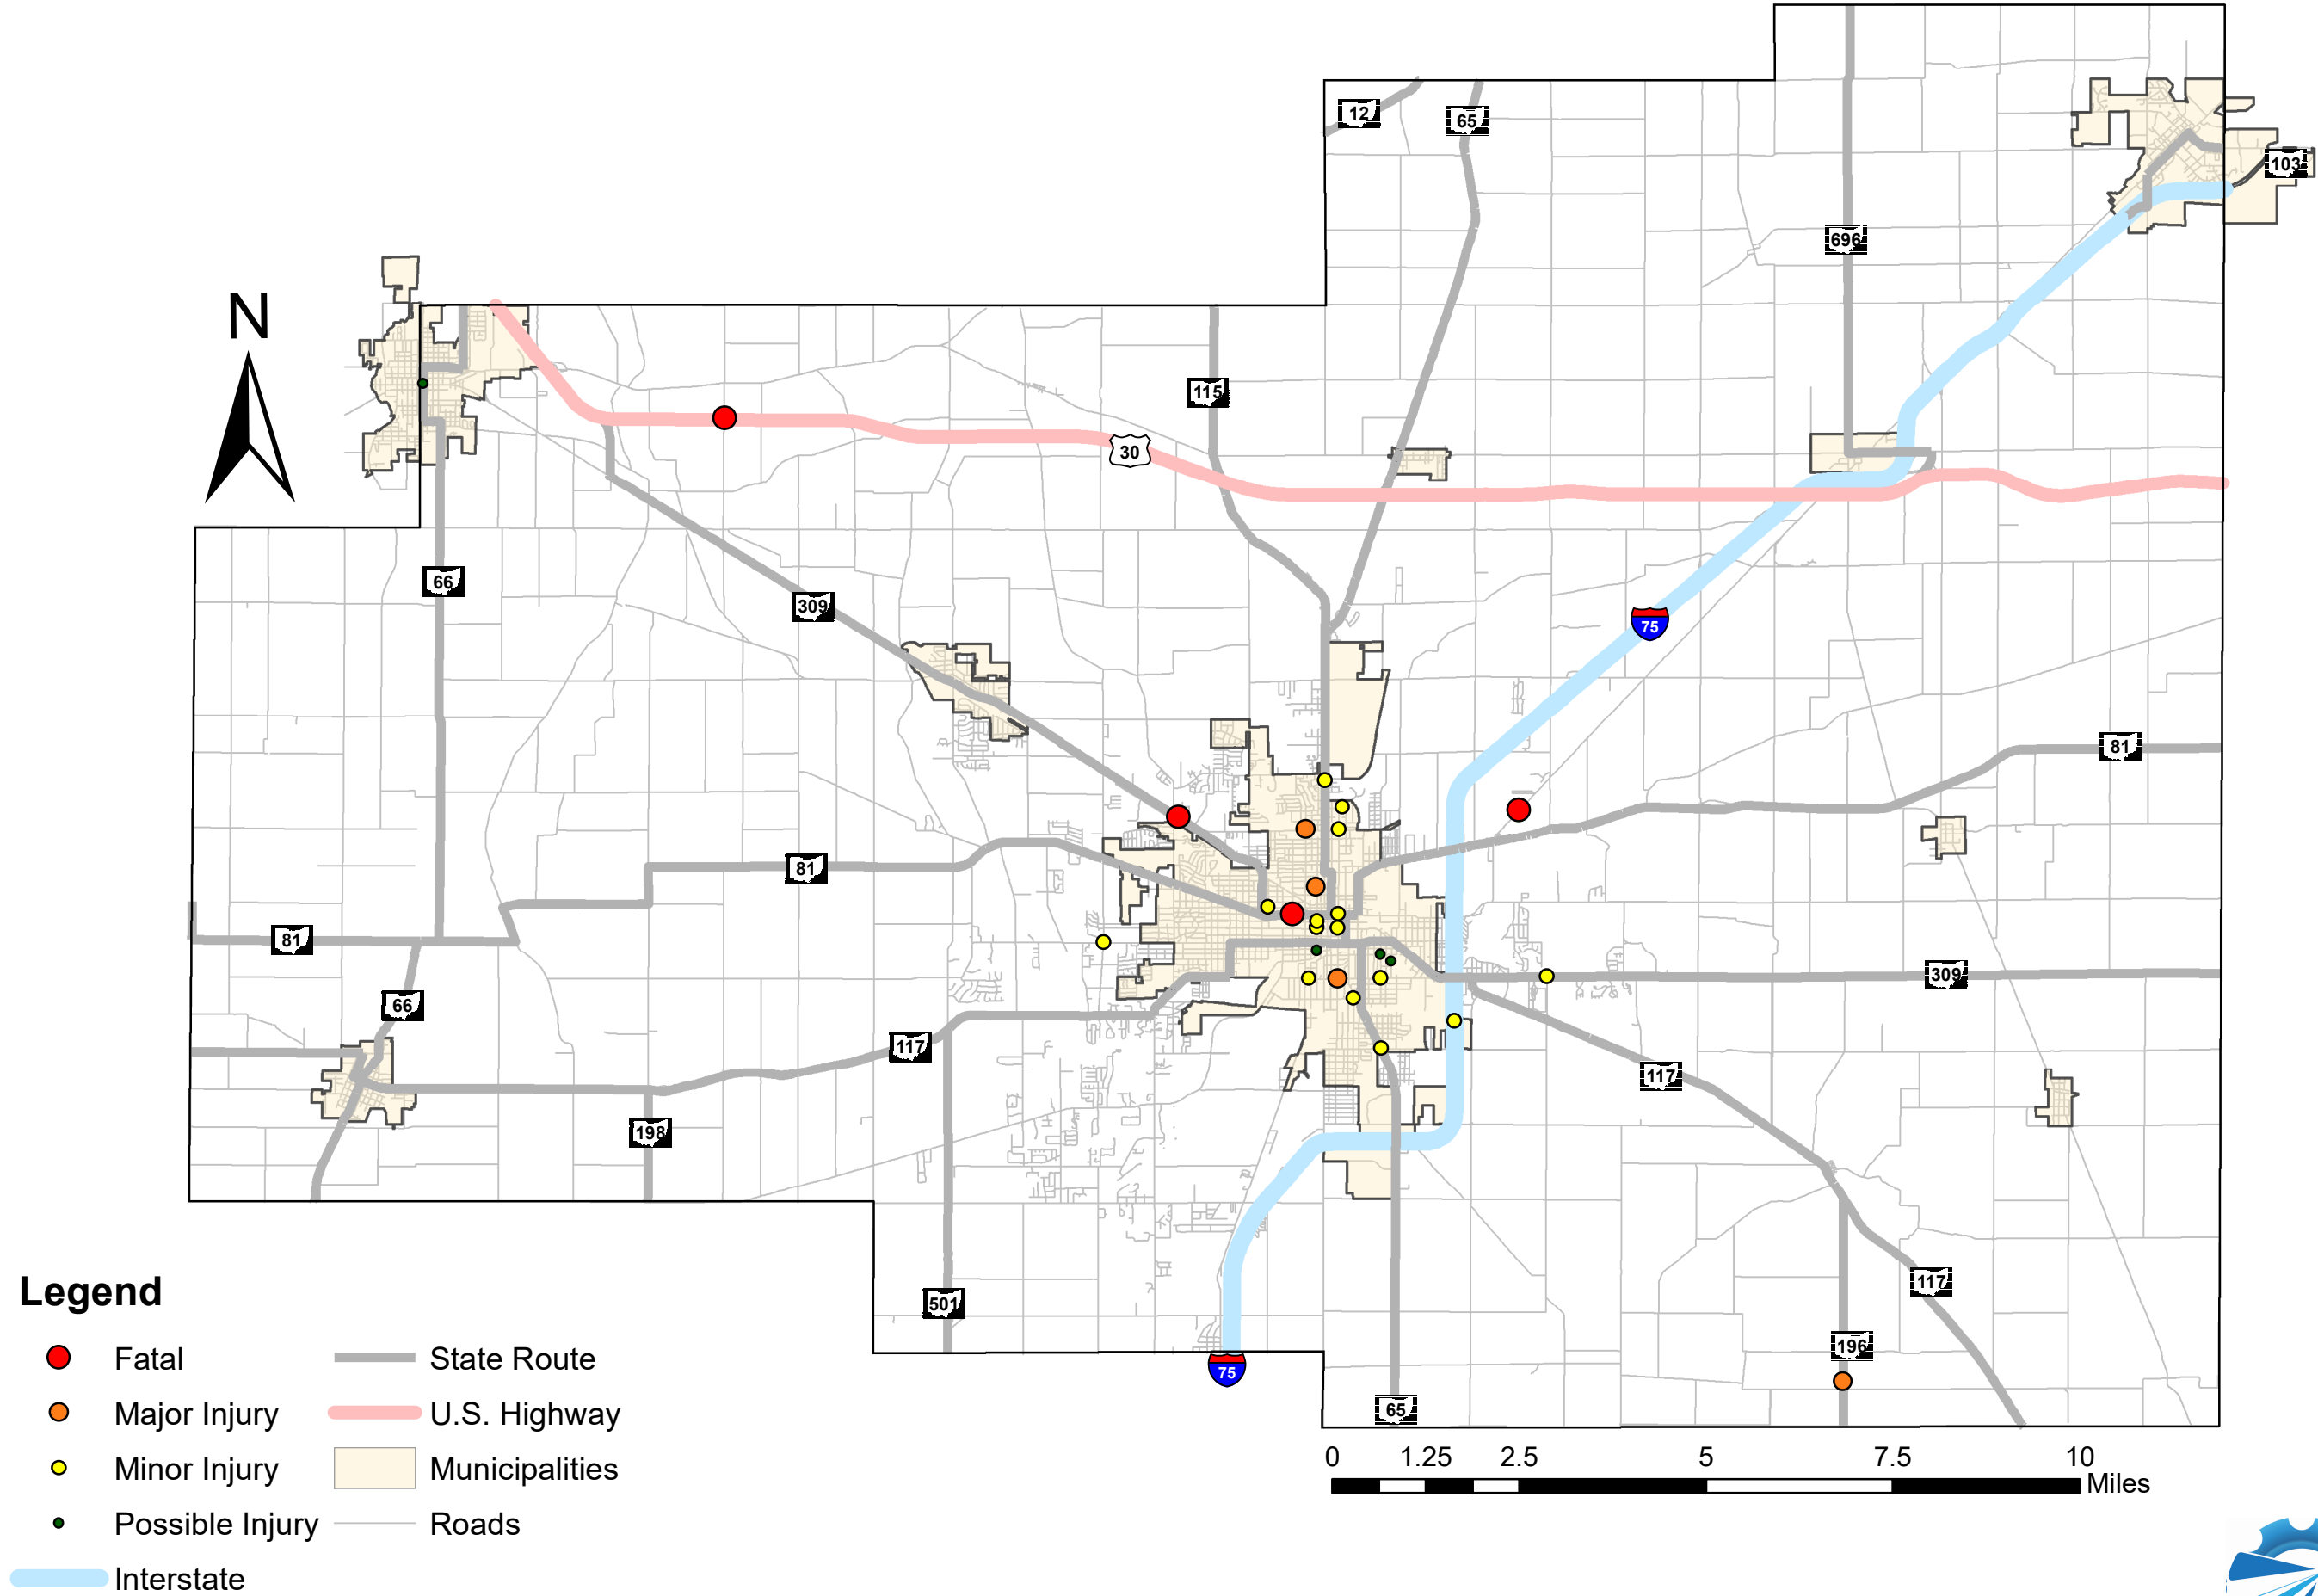 12
65
103
696
N
115
30
66
309
75
81
81
81
309
66
117
117
198
117
501
196
75
65
Legend
Fatal
State Route
Major Injury
U.S. Highway
Minor Injury
Municipalities
Possible Injury
Roads
Interstate
0 1.25 2.5 5 7.5 10
Miles